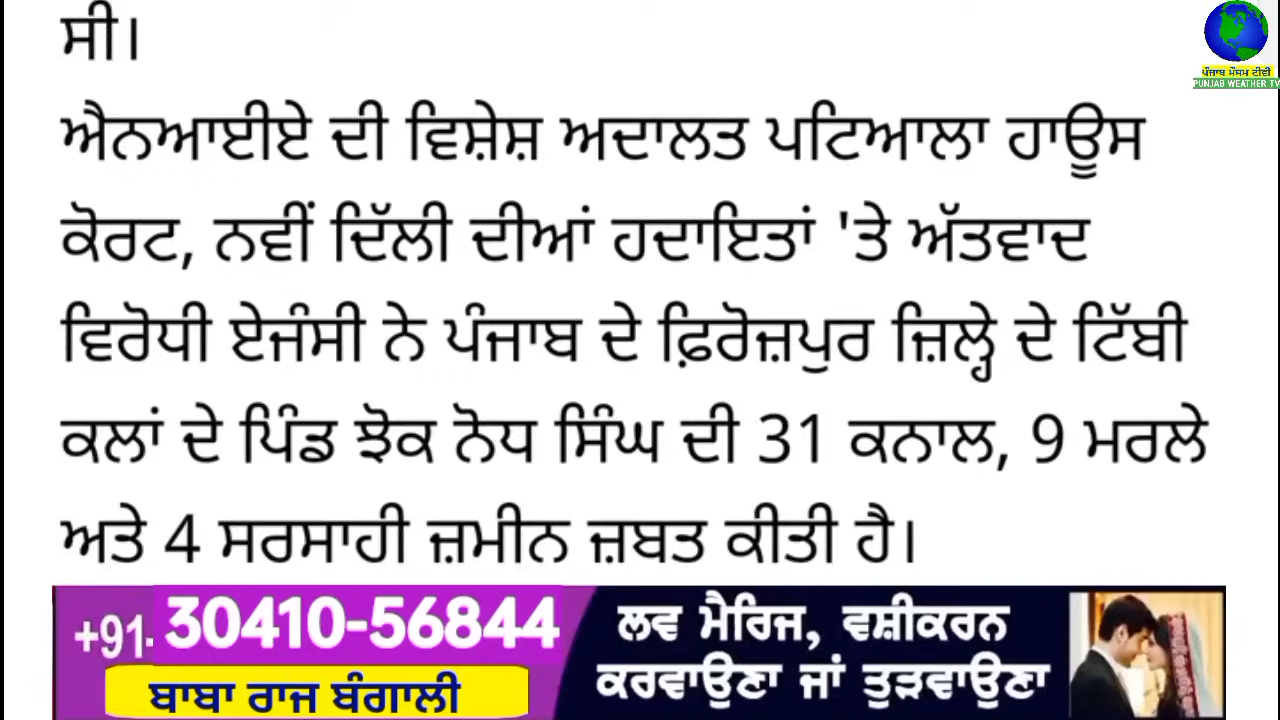 ਸੀ।
ਪੰਜਾਬ ਮੌਸਮ ਟੀਵੀ
PUNJAB WEATHER TV
ਐਨਆਈਏ ਦੀ ਵਿਸ਼ੇਸ਼ ਅਦਾਲਤ ਪਟਿਆਲਾ ਹਾਊਸ
ਕੋਰਟ, ਨਵੀਂ ਦਿੱਲੀ ਦੀਆਂ ਹਦਾਇਤਾਂ 'ਤੇ ਅੱਤਵਾਦ
ਵਿਰੋਧੀ ਏਜੰਸੀ ਨੇ ਪੰਜਾਬ ਦੇ ਫ਼ਿਰੋਜ਼ਪੁਰ ਜ਼ਿਲ੍ਹੇ ਦੇ ਟਿੱਬੀ
ਕਲਾਂ ਦੇ ਪਿੰਡ ਝੋਕ ਨੋਧ ਸਿੰਘ ਦੀ 31 ਕਨਾਲ, 9 ਮਰਲੇ
ਅਤੇ 4 ਸਰਸਾਹੀ ਜ਼ਮੀਨ ਜ਼ਬਤ ਕੀਤੀ ਹੈ।
+91. 30410-56844
ਬਾਬਾ ਰਾਜ ਬੰਗਾਲੀ
ਲਵ ਮੈਰਿਜ, ਵਸ਼ੀਕਰਨ
ਕਰਵਾਉਣਾ ਜਾਂ ਤੁੜਵਾਉਣਾ